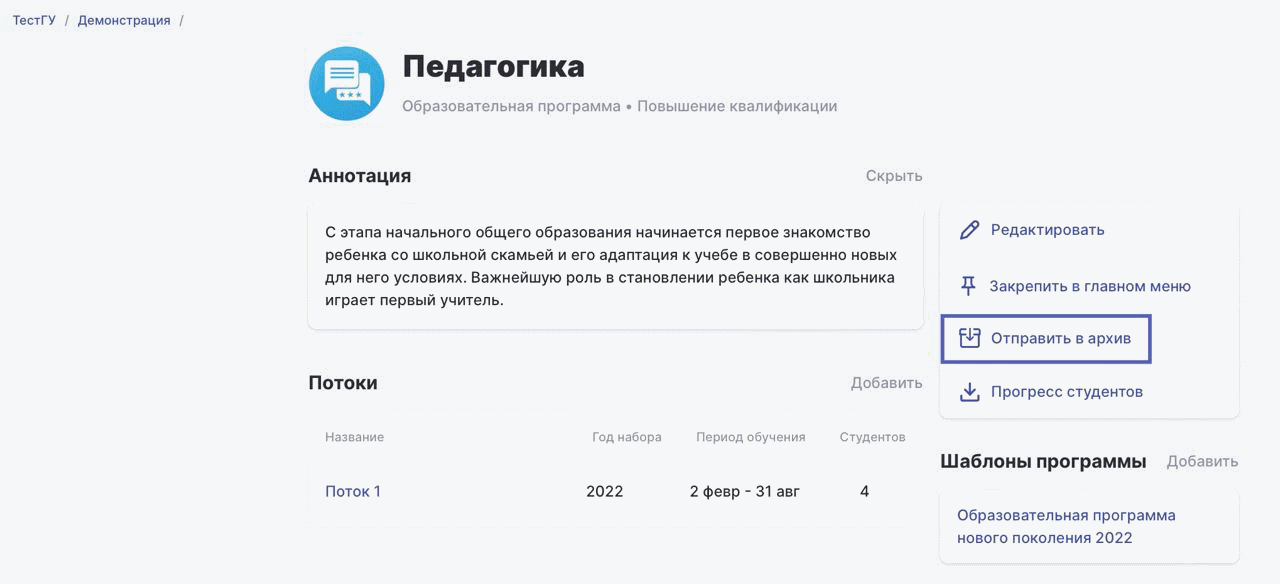 ТестГУ / Демонстрация /
Педагогика
Образовательная программа • Повышение квалификации
Аннотация Скрыть
С этапа начального общего образования начинается первое знакомство
ребенка со школьной скамьей и его адаптация к учебе в совершенно новых
для него условиях. Важнейшую роль в становлении ребенка как школьника
играет первый учитель.
Редактировать
Закрепить в главном меню
Отправить в архив
Прогресс студентов
Потоки Добавить
Название Год набора Период обучения Студентов
Поток 1 2022 2 февр - 31 авг 4
Шаблоны программы Добавить
Образовательная программа
нового поколения 2022